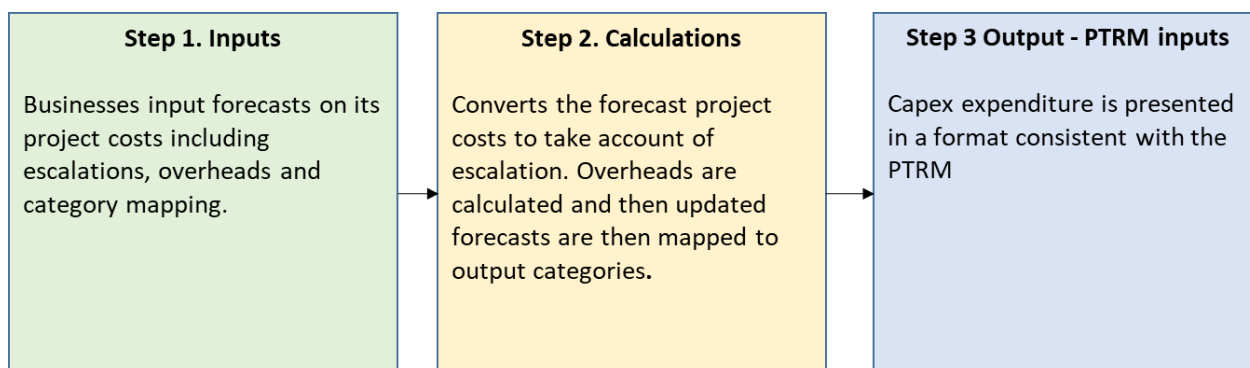 Step 1. Inputs
Businesses input forecasts on its
project costs including
escalations, overheads and
category mapping.
Step 2. Calculations
Converts the forecast project
costs to take account of
escalation. Overheads are
calculated and then updated
forecasts are then mapped to
output categories.
Step 3 Output - PTRM inputs
Capex expenditure is presented
in a format consistent with the
PTRM